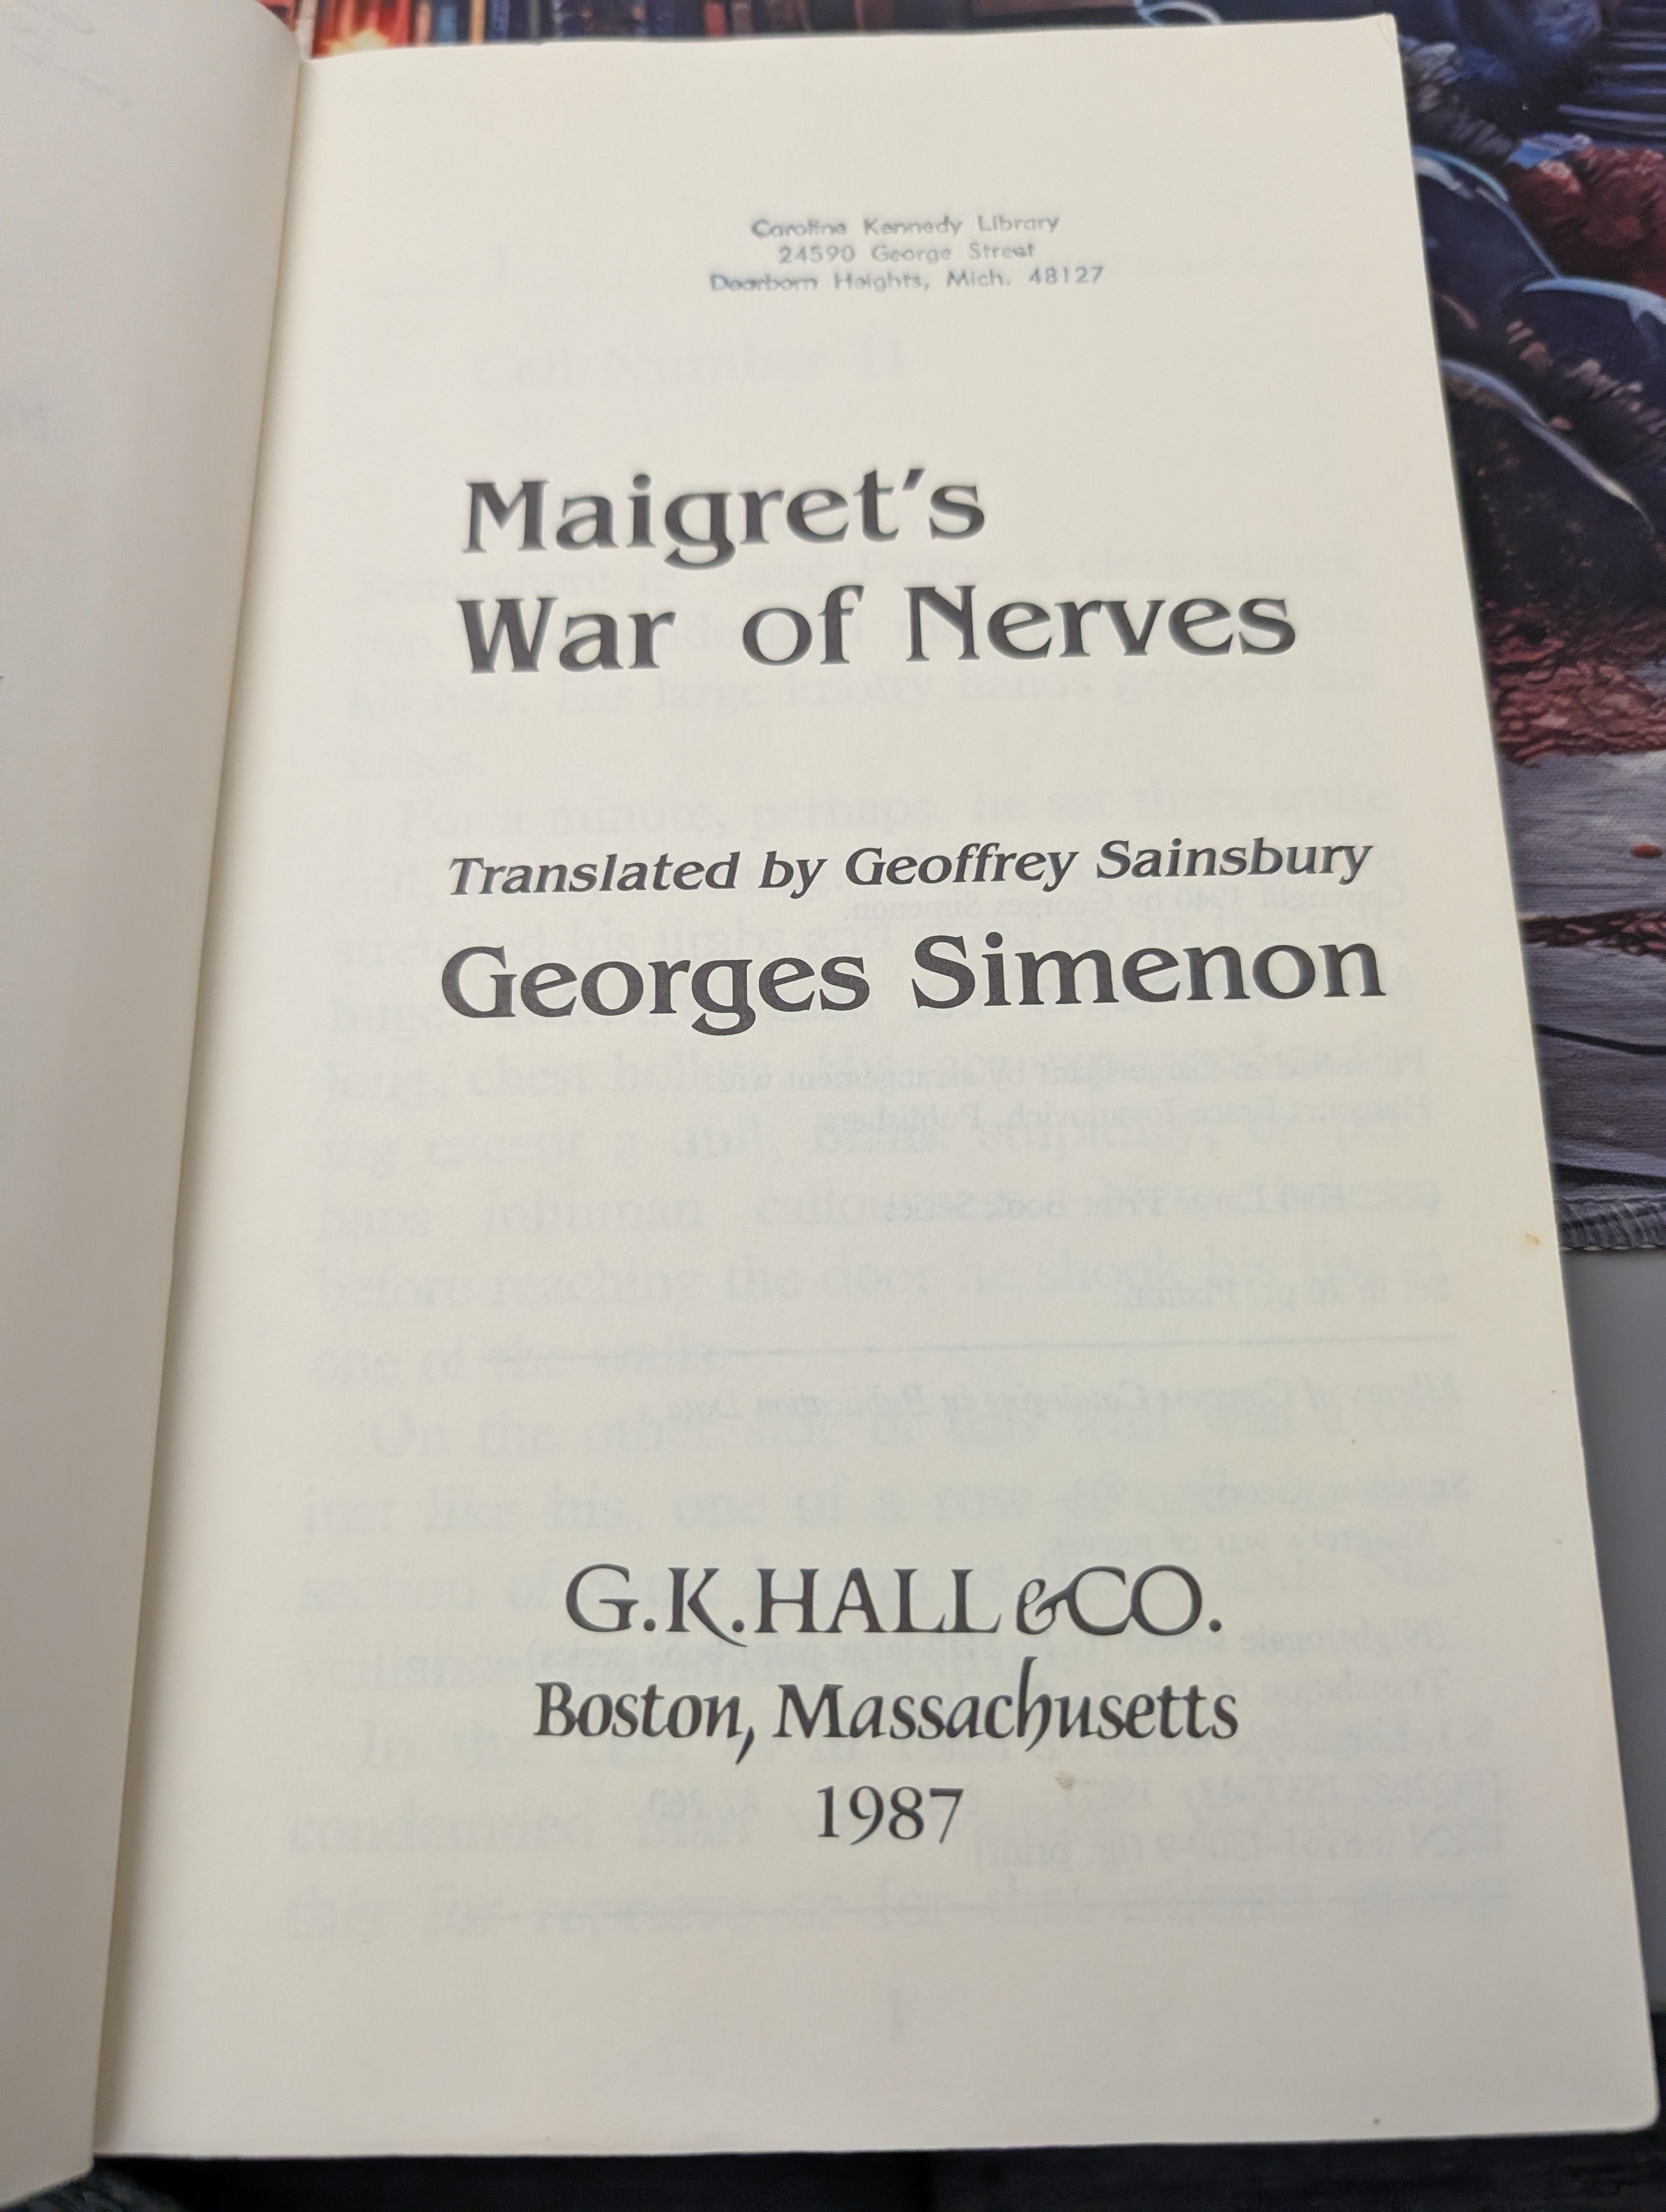 Caroline Kennedy Library
24590 George Street
Dearborn Heights, Mich. 48127
Maigret's
War of Nerves
Translated by Geoffrey Sainsbury
Georges Simenon
G.K.HALL &CO.
Boston, Massachusetts
1987